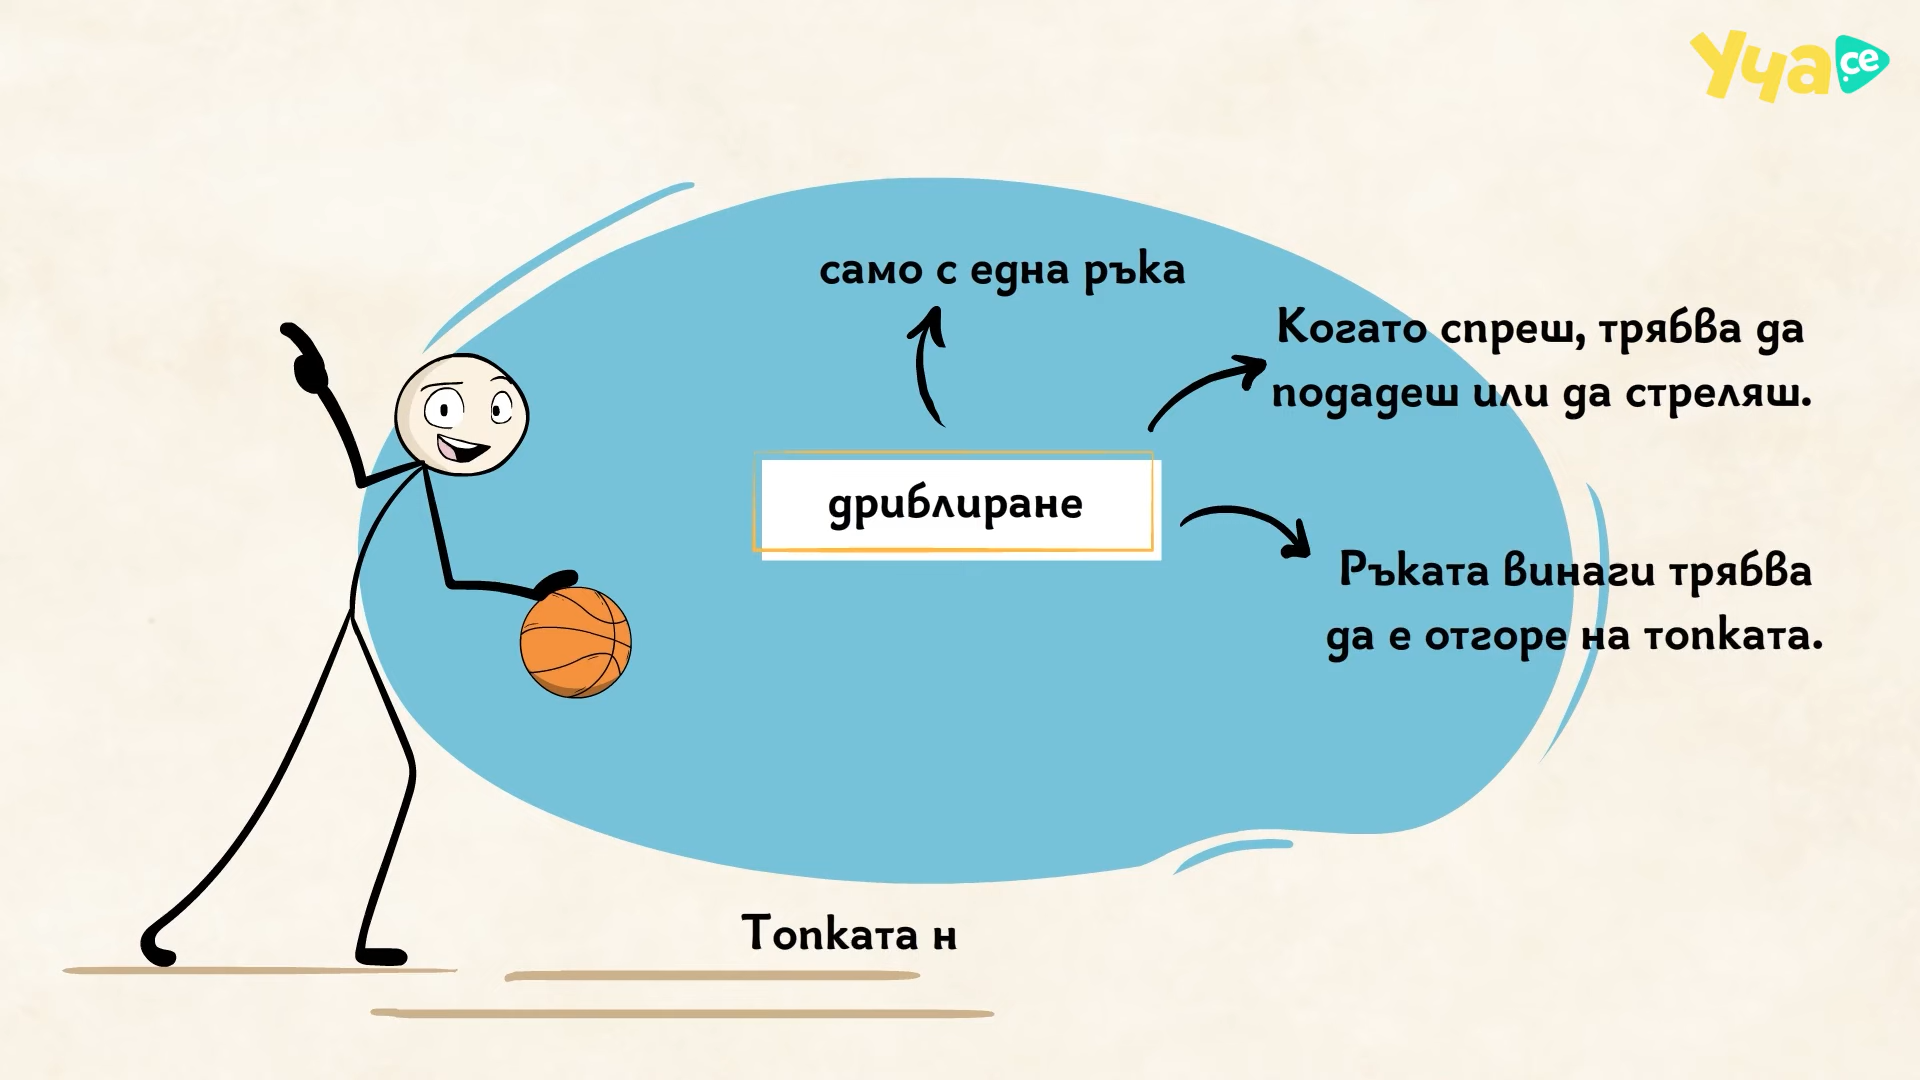 Уча.се
само с една ръка
Когато спреш, трябва да
подадеш или да стреляш.
дриблиране
Ръката винаги трябва
да е отгоре на топката.
Топката н